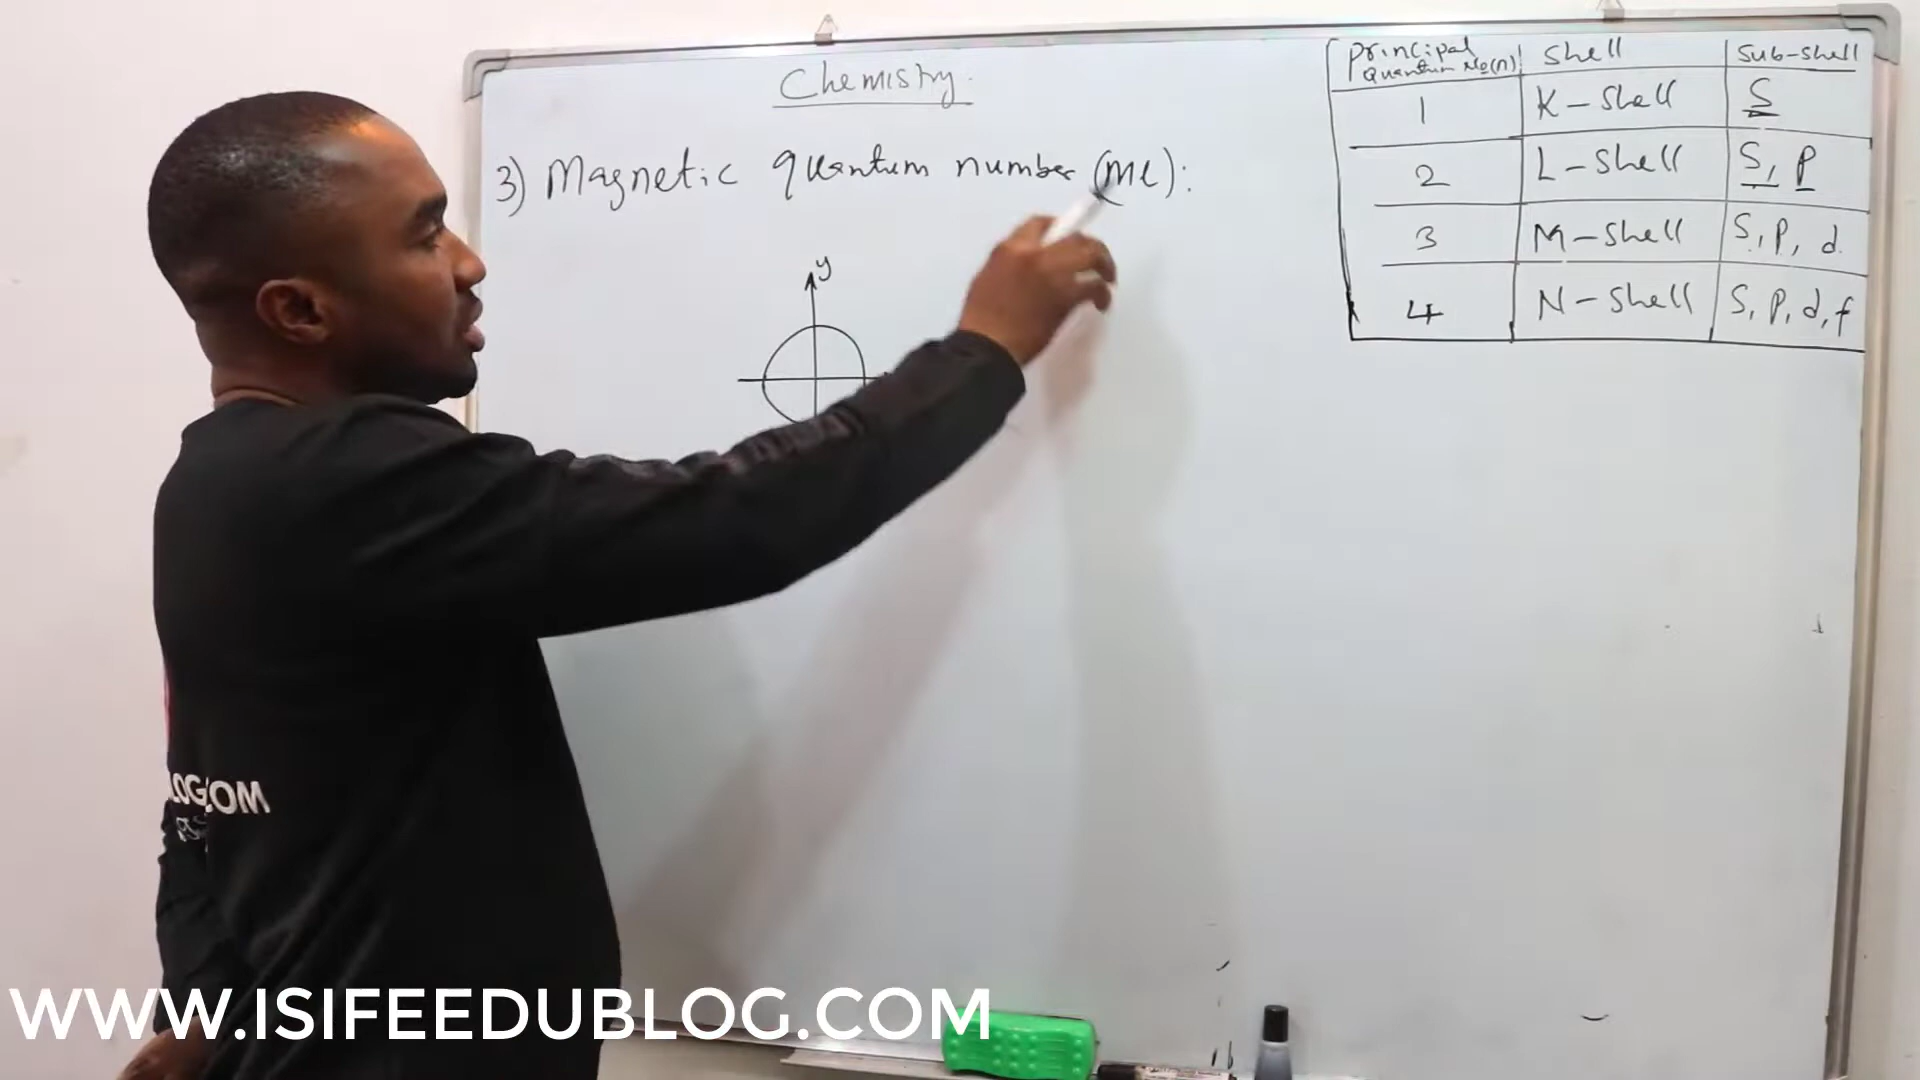 Chemistry.
3) Magnetic quantum number (Ml):
y
Principal Quantum No(n) Shell Sub-shell
1 K-Shell S
2 L-Shell S, P
3 M-Shell S, P, d
4 N-Shell S, P, d, f
LOG.COM
WWW.ISIFEEDUBLOG.COM